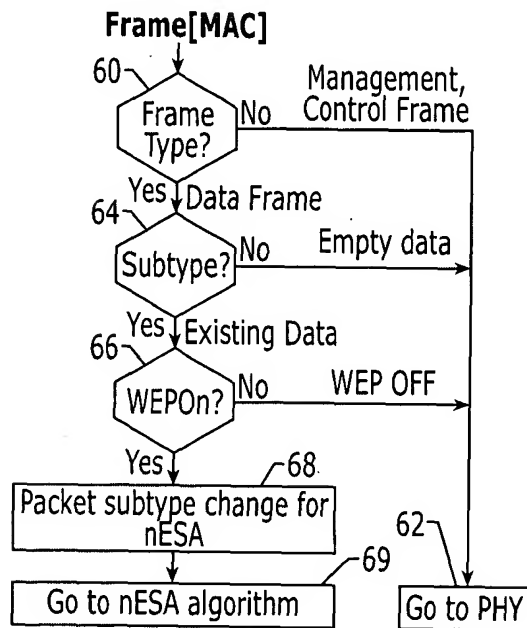 Frame[MAC]
60
Management,
Control Frame
Frame
Type?
No
Yes
Data Frame
64
Subtype?
No
Empty data
Yes
Existing Data
66
WEPOn?
No
WEP OFF
Yes
68
Packet subtype change for
nESA
69
Go to nESA algorithm
62
Go to PHY